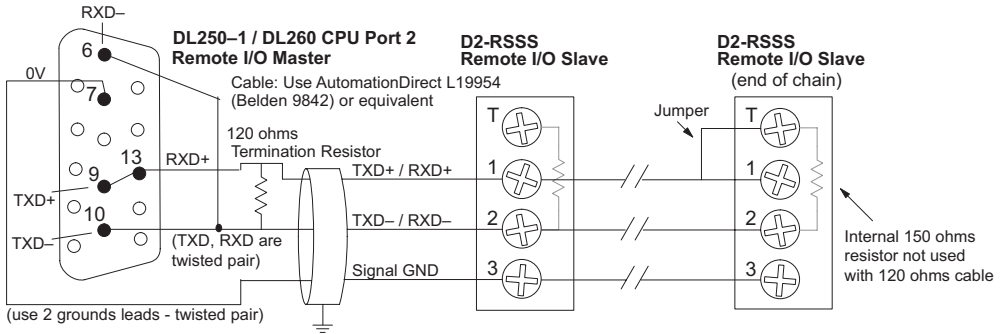 RXD–
6
DL250–1 / DL260 CPU Port 2
Remote I/O Master
D2-RSSS
Remote I/O Slave
D2-RSSS
Remote I/O Slave
(end of chain)
0V
7
Cable: Use AutomationDirect L19954
(Belden 9842) or equivalent
120 ohms
Termination Resistor
Jumper
T
T
13
RXD+
TXD+ / RXD+
1
1
9
TXD+
10
TXD– / RXD–
2
2
TXD–
(TXD, RXD are
twisted pair)
Internal 150 ohms
resistor not used
with 120 ohms cable
Signal GND
3
3
(use 2 grounds leads - twisted pair)